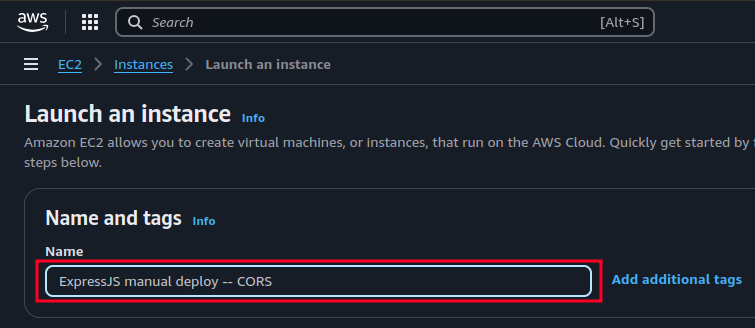 aws
Search [Alt+S]
EC2 > Instances > Launch an instance
Launch an instance Info
Amazon EC2 allows you to create virtual machines, or instances, that run on the AWS Cloud. Quickly get started by
steps below.
Name and tags Info
Name
ExpressJS manual deploy -- CORS
Add additional tags